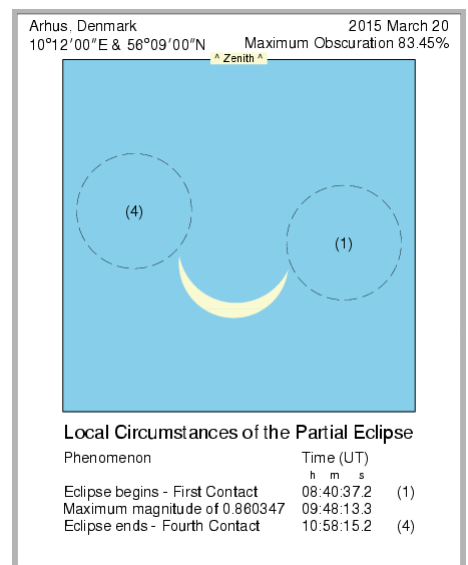 Arhus, Denmark 2015 March 20
10°12'00"E & 56°09'00"N Maximum Obscuration 83.45%
^ Zenith ^
(4)
(1)
Local Circumstances of the Partial Eclipse
Phenomenon Time (UT)
h m s
Eclipse begins - First Contact 08:40:37.2 (1)
Maximum magnitude of 0.860347 09:48:13.3
Eclipse ends - Fourth Contact 10:58:15.2 (4)